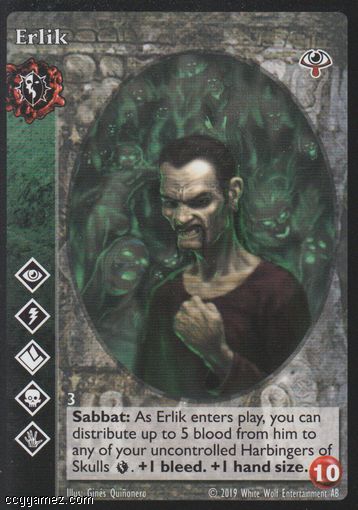 Erlik
3
Sabbat: As Erlik enters play, you can
distribute up to 5 blood from him to
any of your uncontrolled Harbingers of
Skulls . +1 bleed. +1 hand size.
10
Illus: Ginés Quiñonero
© 2019 White Wolf Entertainment AB
ccggamez.com